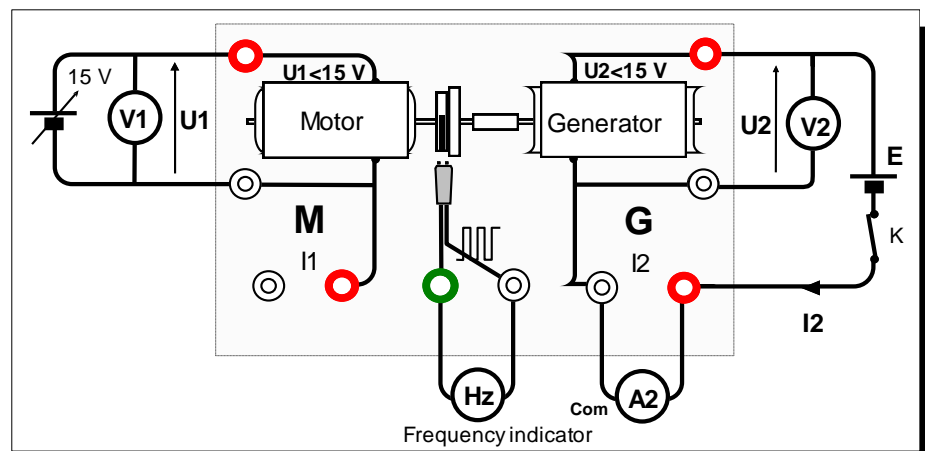 15 V
V1
U1
U1<15 V
Motor
M
I1
Hz
Frequency indicator
U2<15 V
Generator
G
I2
Com
A2
U2
V2
E
K
I2